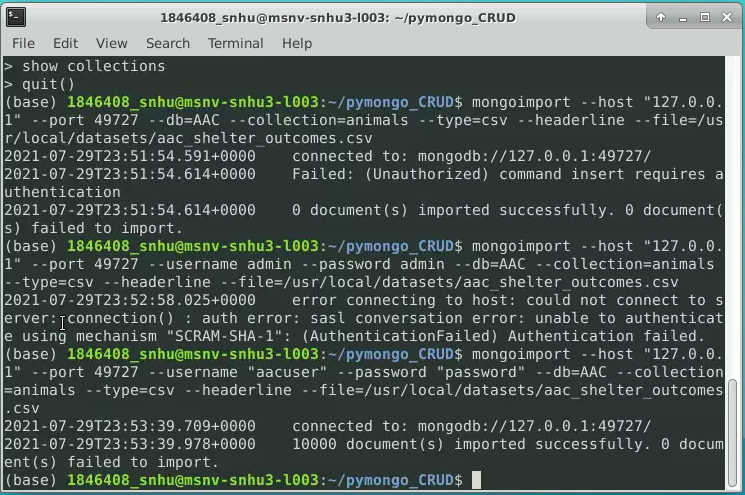 1846408_snhu@msnv-snhu3-l003: ~/pymongo_CRUD
File Edit View Search Terminal Help
> show collections
> quit()
(base) 1846408_snhu@msnv-snhu3-l003:~/pymongo_CRUD$ mongoimport --host "127.0.0.
1" --port 49727 --db=AAC --collection=animals --type=csv --headerline --file=/us
r/local/datasets/aac_shelter_outcomes.csv
2021-07-29T23:51:54.591+0000    connected to: mongodb://127.0.0.1:49727/
2021-07-29T23:51:54.614+0000    Failed: (Unauthorized) command insert requires a
uthentication
2021-07-29T23:51:54.614+0000    0 document(s) imported successfully. 0 document(
s) failed to import.
(base) 1846408_snhu@msnv-snhu3-l003:~/pymongo_CRUD$ mongoimport --host "127.0.0.
1" --port 49727 --username admin --password admin --db=AAC --collection=animals
--type=csv --headerline --file=/usr/local/datasets/aac_shelter_outcomes.csv
2021-07-29T23:52:58.025+0000    error connecting to host: could not connect to s
erver: connection() : auth error: sasl conversation error: unable to authenticat
e using mechanism "SCRAM-SHA-1": (AuthenticationFailed) Authentication failed.
(base) 1846408_snhu@msnv-snhu3-l003:~/pymongo_CRUD$ mongoimport --host "127.0.0.
1" --port 49727 --username "aacuser" --password "password" --db=AAC --collection
=animals --type=csv --headerline --file=/usr/local/datasets/aac_shelter_outcomes
.csv
2021-07-29T23:53:39.709+0000    connected to: mongodb://127.0.0.1:49727/
2021-07-29T23:53:39.978+0000    10000 document(s) imported successfully. 0 docum
ent(s) failed to import.
(base) 1846408_snhu@msnv-snhu3-l003:~/pymongo_CRUD$